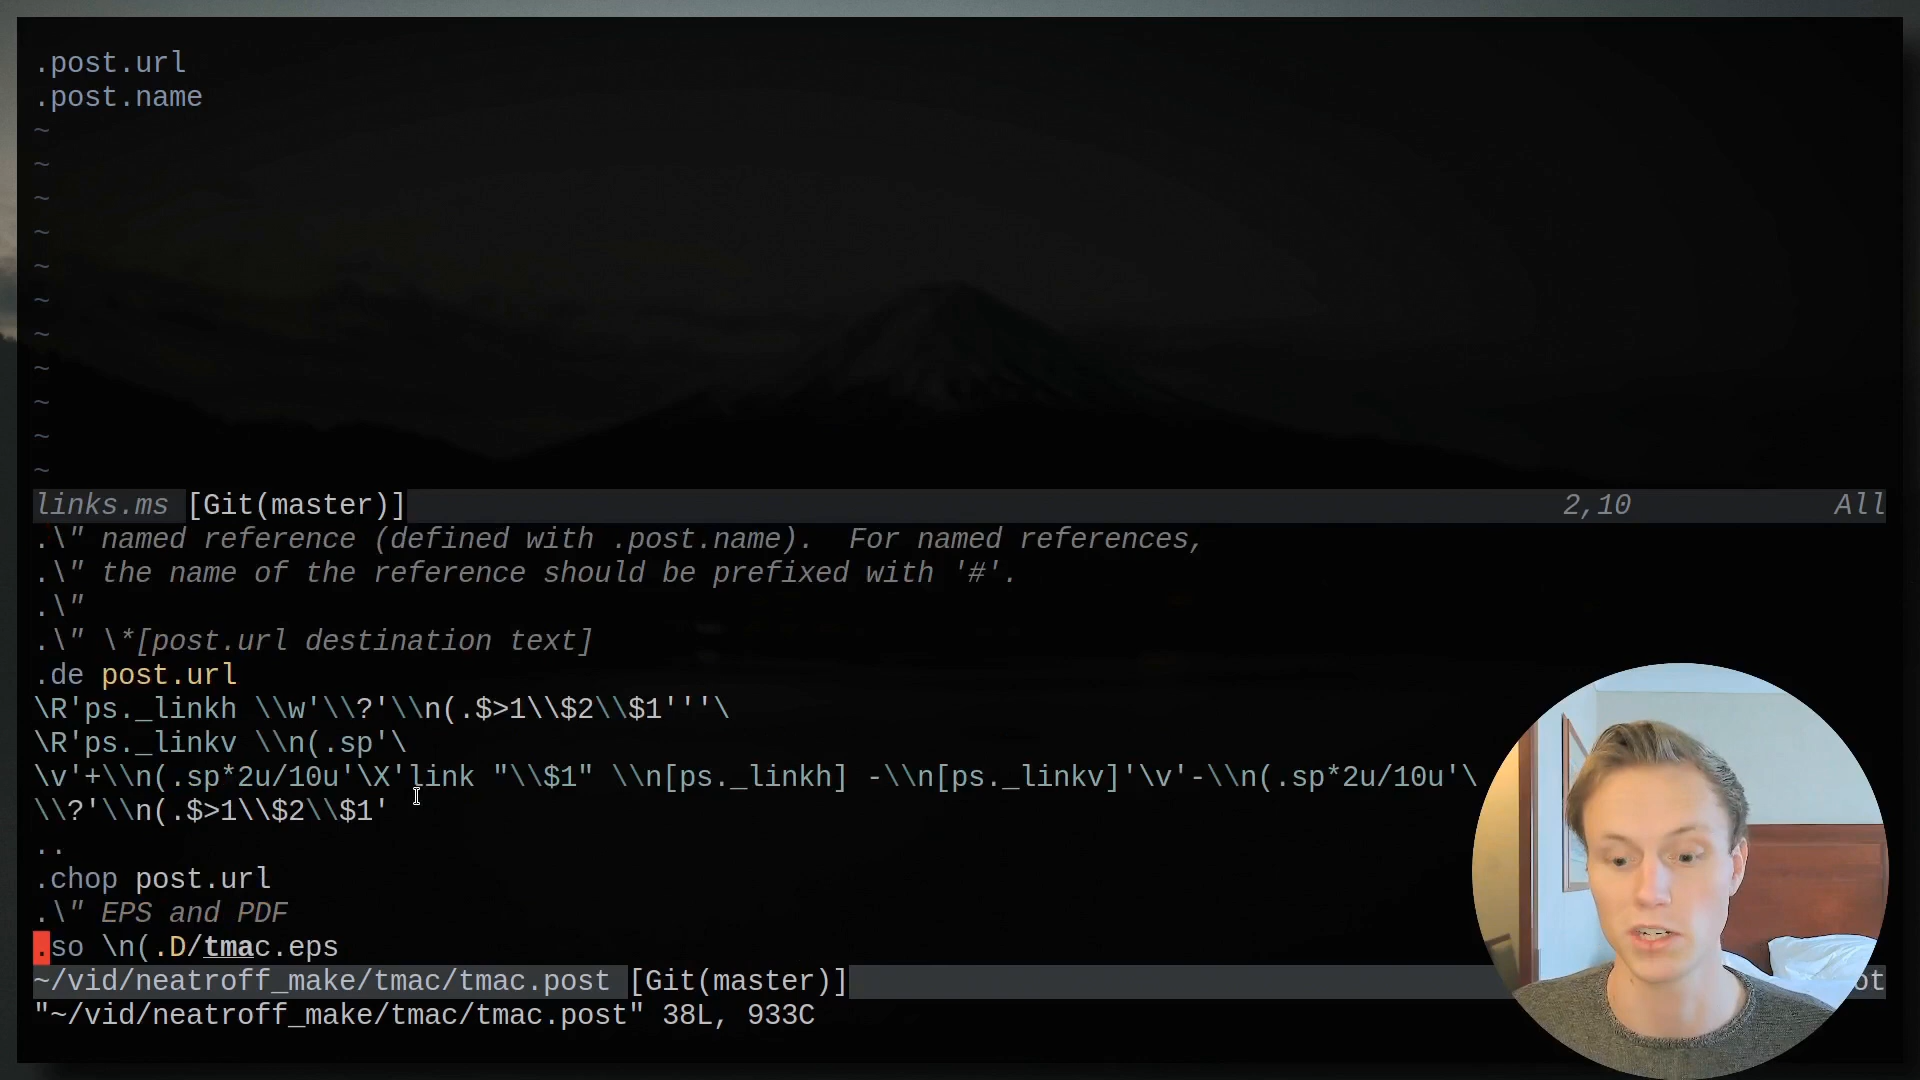 .post.url
.post.name
~
~
~
~
~
~
~
~
~
~
~
links.ms [Git(master)] 2,10 All
.\" named reference (defined with .post.name).  For named references,
.\" the name of the reference should be prefixed with '#'.
.\"
.\" \*[post.url destination text]
.de post.url
\R'ps._linkh \\w'\\?'\\n(.$>1\\$2\\$1'''\
\R'ps._linkv \\n(.sp'\
\v'+\\n(.sp*2u/10u'\X'link "\\$1" \\n[ps._linkh] -\\n[ps._linkv]'\v'-\\n(.sp*2u/10u'\
\\?'\\n(.$>1\\$2\\$1'
..
.chop post.url
.\" EPS and PDF
.so \n(.D/tmac.eps
~/vid/neatroff_make/tmac/tmac.post [Git(master)]
"~/vid/neatroff_make/tmac/tmac.post" 38L, 933C